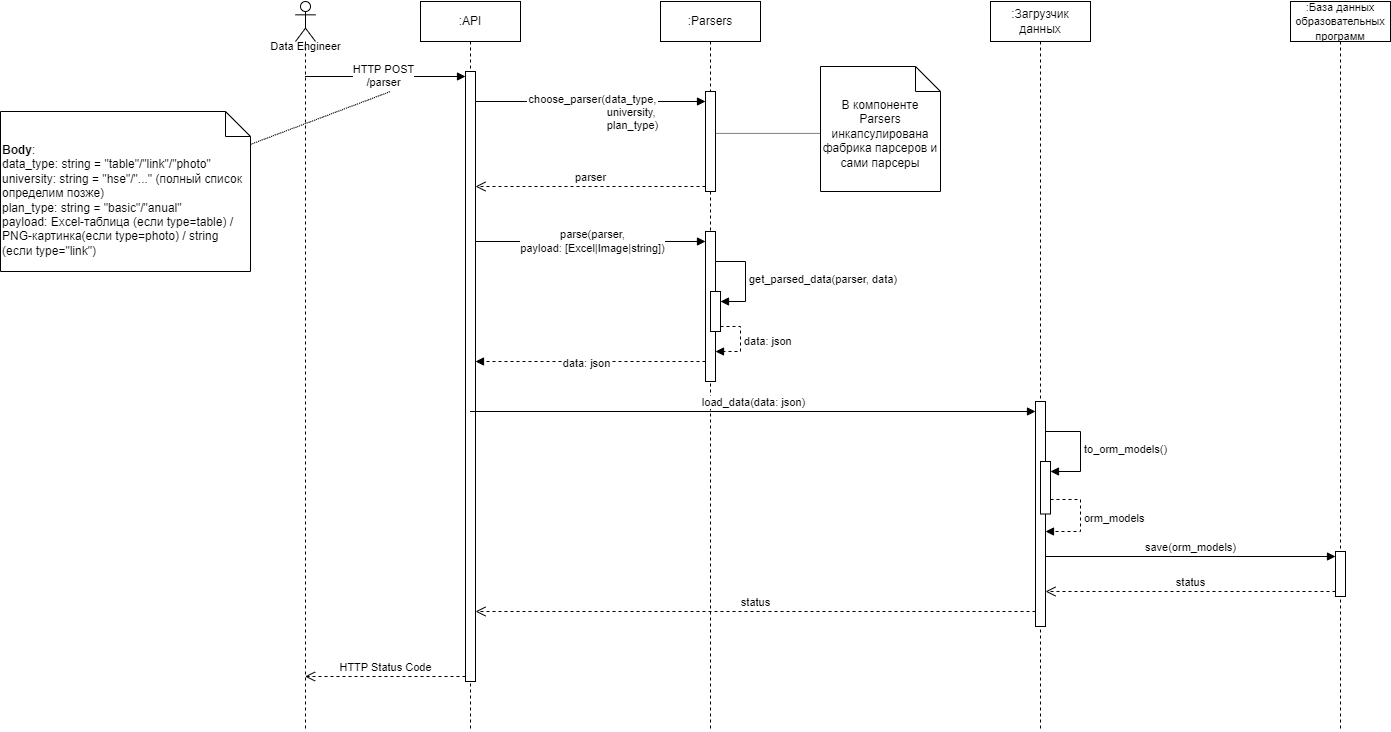 Data Engineer
:API
:Parsers
:Загрузчик
данных
:База данных
образовательных
программ
HTTP POST
/parser
choose_parser(data_type,
university,
plan_type)
В компоненте
Parsers
инкапсулирована
фабрика парсеров и
сами парсеры
Body:
data_type: string = "table"/"link"/"photo"
university: string = "hse"/"..." (полный список
определим позже)
plan_type: string = "basic"/"anual"
payload: Excel-таблица (если type=table) /
PNG-картинка(если type=photo) / string
(если type="link")
parser
parse(parser,
payload: [Excel|Image|string])
get_parsed_data(parser, data)
data: json
data: json
load_data(data: json)
to_orm_models()
orm_models
save(orm_models)
status
status
HTTP Status Code